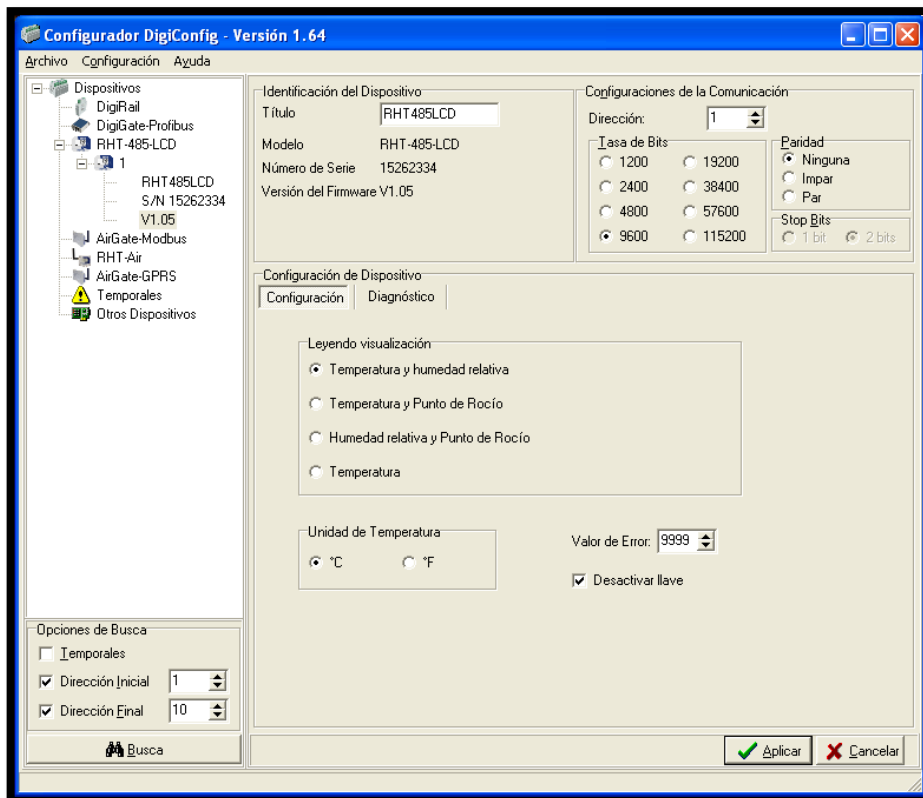 Configurador DigiConfig - Versión 1.64
Archivo Configuración Ayuda
Dispositivos
DigiRail
DigiGate-Profibus
RHT-485-LCD
1
RHT485LCD
S/N 15262334
V1.05
AirGate-Modbus
RHT-Air
AirGate-GPRS
Temporales
Otros Dispositivos
Opciones de Busca
Temporales
Dirección Inicial 1
Dirección Final 10
Busca
Identificación del Dispositivo
Título RHT485LCD
Modelo RHT-485-LCD
Número de Serie 15262334
Versión del Firmware V1.05
Configuraciones de la Comunicación
Dirección: 1
Tasa de Bits
1200 19200
2400 38400
4800 57600
9600 115200
Paridad
Ninguna
Impar
Par
Stop Bits
1 bit 2 bits
Configuración de Dispositivo
Configuración Diagnóstico
Leyendo visualización
Temperatura y humedad relativa
Temperatura y Punto de Rocío
Humedad relativa y Punto de Rocío
Temperatura
Unidad de Temperatura
°C °F
Valor de Error: 9999
Desactivar llave
Aplicar Cancelar